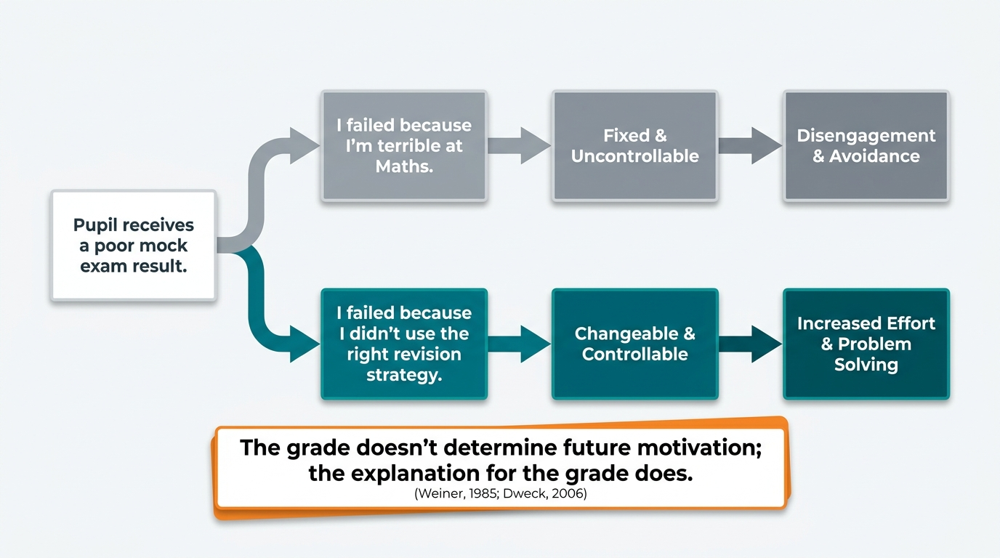 Pupil receives
a poor mock
exam result.
I failed because
I’m terrible at
Maths.
Fixed &
Uncontrollable
Disengagement
& Avoidance
I failed because
I didn’t use the
right revision
strategy.
Changeable &
Controllable
Increased Effort
& Problem
Solving
The grade doesn’t determine future motivation;
the explanation for the grade does.
(Weiner, 1985; Dweck, 2006)